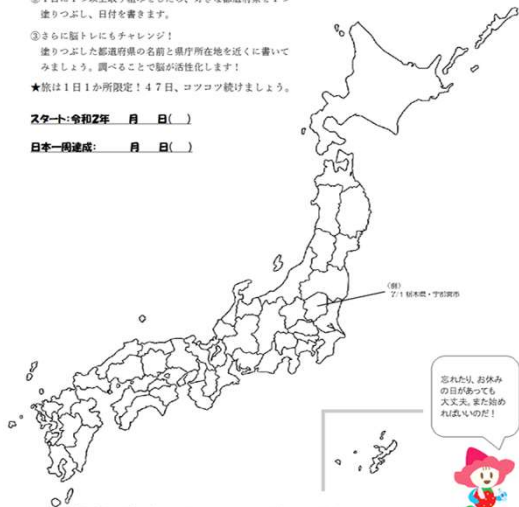 塗りつぶし、日付を書きます。
③さらに脳トレにもチャレンジ！
塗りつぶした都道府県の名前と県庁所在地を近くに書いて
みましょう。調べることで脳が活性化します！
★旅は1日1か所限定！47日、コツコツ続けましょう。
スタート：令和2年　月　日(　)
日本一周達成：　月　日(　)
(例)
7/1 栃木県・宇都宮市
忘れたり、お休み
の日があっても
大丈夫。また始め
ればいいのだ！